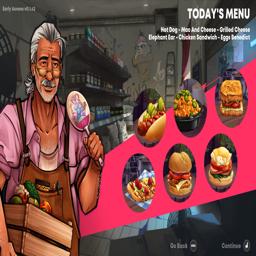 Early Access v0.1.42
TODAY'S MENU
Hot Dog - Mac And Cheese - Grilled Cheese
Elephant Ear - Chicken Sandwich - Eggs Benedict
Go Back
Continue